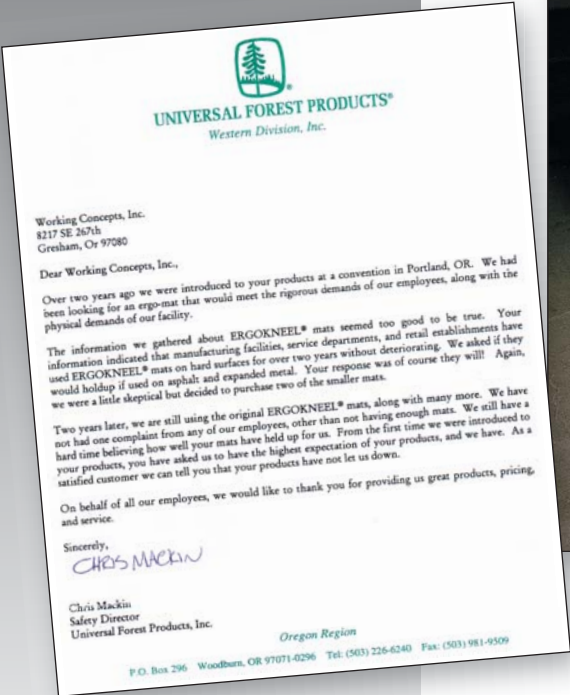 UNIVERSAL FOREST PRODUCTS®
Western Division, Inc.
Working Concepts, Inc.
8217 SE 267th
Gresham, Or 97080
Dear Working Concepts, Inc.,
Over two years ago we were introduced to your products at a convention in Portland, OR. We had
been looking for an ergo-mat that would meet the rigorous demands of our employees, along with the
physical demands of our facility.
The information we gathered about ERGOKNEEL® mats seemed too good to be true. Your
information indicated that manufacturing facilities, service departments, and retail establishments have
used ERGOKNEEL® mats on hard surfaces for over two years without deteriorating. We asked if they
would holdup if used on asphalt and expanded metal. Your response was of course they will! Again,
we were a little skeptical but decided to purchase two of the smaller mats.
Two years later, we are still using the original ERGOKNEEL® mats, along with many more. We have
not had one complaint from any of our employees, other than not having enough mats. We still have a
hard time believing how well your mats have held up for us. From the first time we were introduced to
your products, you have asked us to have the highest expectation of your products, and we have. As a
satisfied customer we can tell you that your products have not let us down.
On behalf of all our employees, we would like to thank you for providing us great products, pricing,
and service.
Sincerely,
CHRIS MACKIN
Chris Mackin
Safety Director
Universal Forest Products, Inc.
Oregon Region
P.O. Box 296 Woodburn, OR 97071-0296 Tel: (503) 226-6240 Fax: (503) 981-9509